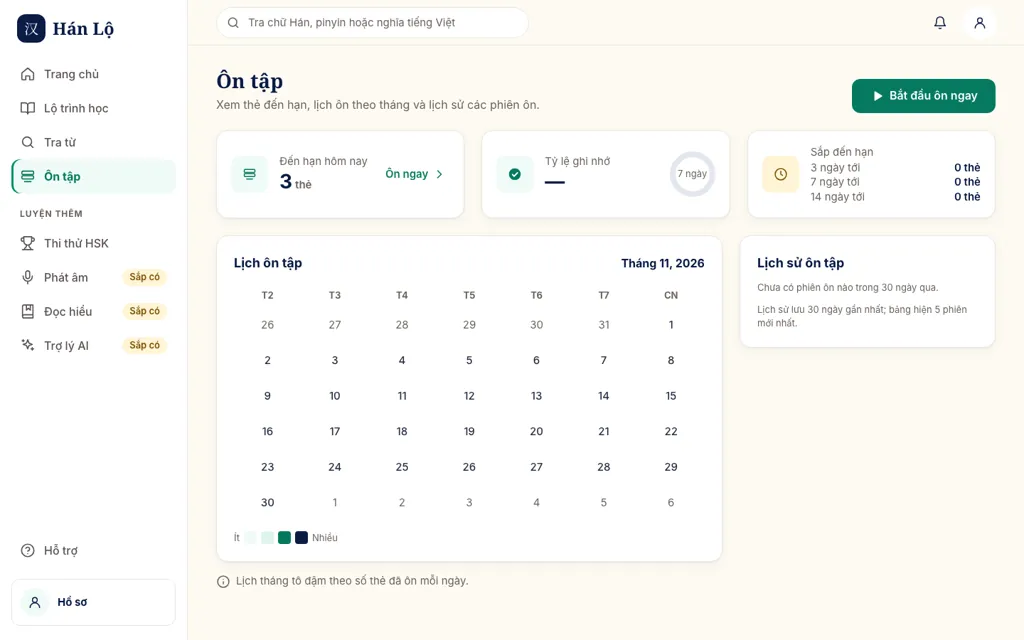 汉 Hán Lộ
Trang chủ
Lộ trình học
Tra từ
Ôn tập
LUYỆN THÊM
Thi thử HSK
Phát âm Sắp có
Đọc hiểu Sắp có
Trợ lý AI Sắp có
Hỗ trợ
Hồ sơ
Tra chữ Hán, pinyin hoặc nghĩa tiếng Việt
Ôn tập
Xem thẻ đến hạn, lịch ôn theo tháng và lịch sử các phiên ôn.
Bắt đầu ôn ngay
Đến hạn hôm nay
3 thẻ
Ôn ngay
Tỷ lệ ghi nhớ
—
7 ngày
Sắp đến hạn
3 ngày tới 0 thẻ
7 ngày tới 0 thẻ
14 ngày tới 0 thẻ
Lịch ôn tập Tháng 11, 2026
T2 T3 T4 T5 T6 T7 CN
26 27 28 29 30 31 1
2 3 4 5 6 7 8
9 10 11 12 13 14 15
16 17 18 19 20 21 22
23 24 25 26 27 28 29
30 1 2 3 4 5 6
Ít Nhiều
Lịch tháng tô đậm theo số thẻ đã ôn mỗi ngày.
Lịch sử ôn tập
Chưa có phiên ôn nào trong 30 ngày qua.
Lịch sử lưu 30 ngày gần nhất; bảng hiện 5 phiên
mới nhất.